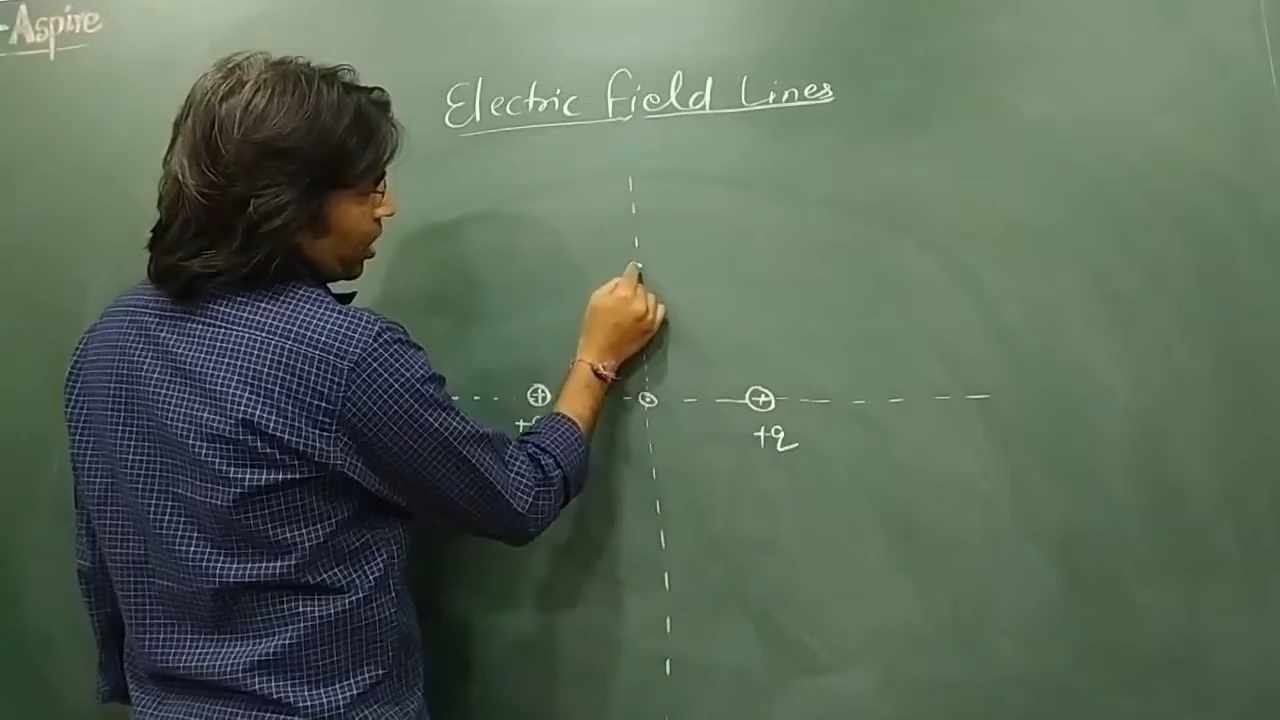 -Aspire
Electric Field Lines
+ +
+q